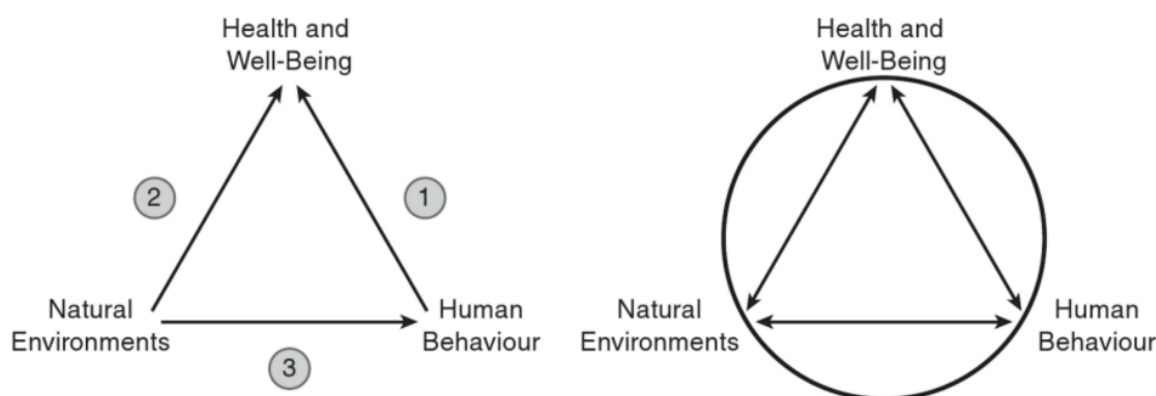 Health and
Well-Being
2
1
Natural
Environments
Human
Behaviour
3
Health and
Well-Being
Natural
Environments
Human
Behaviour